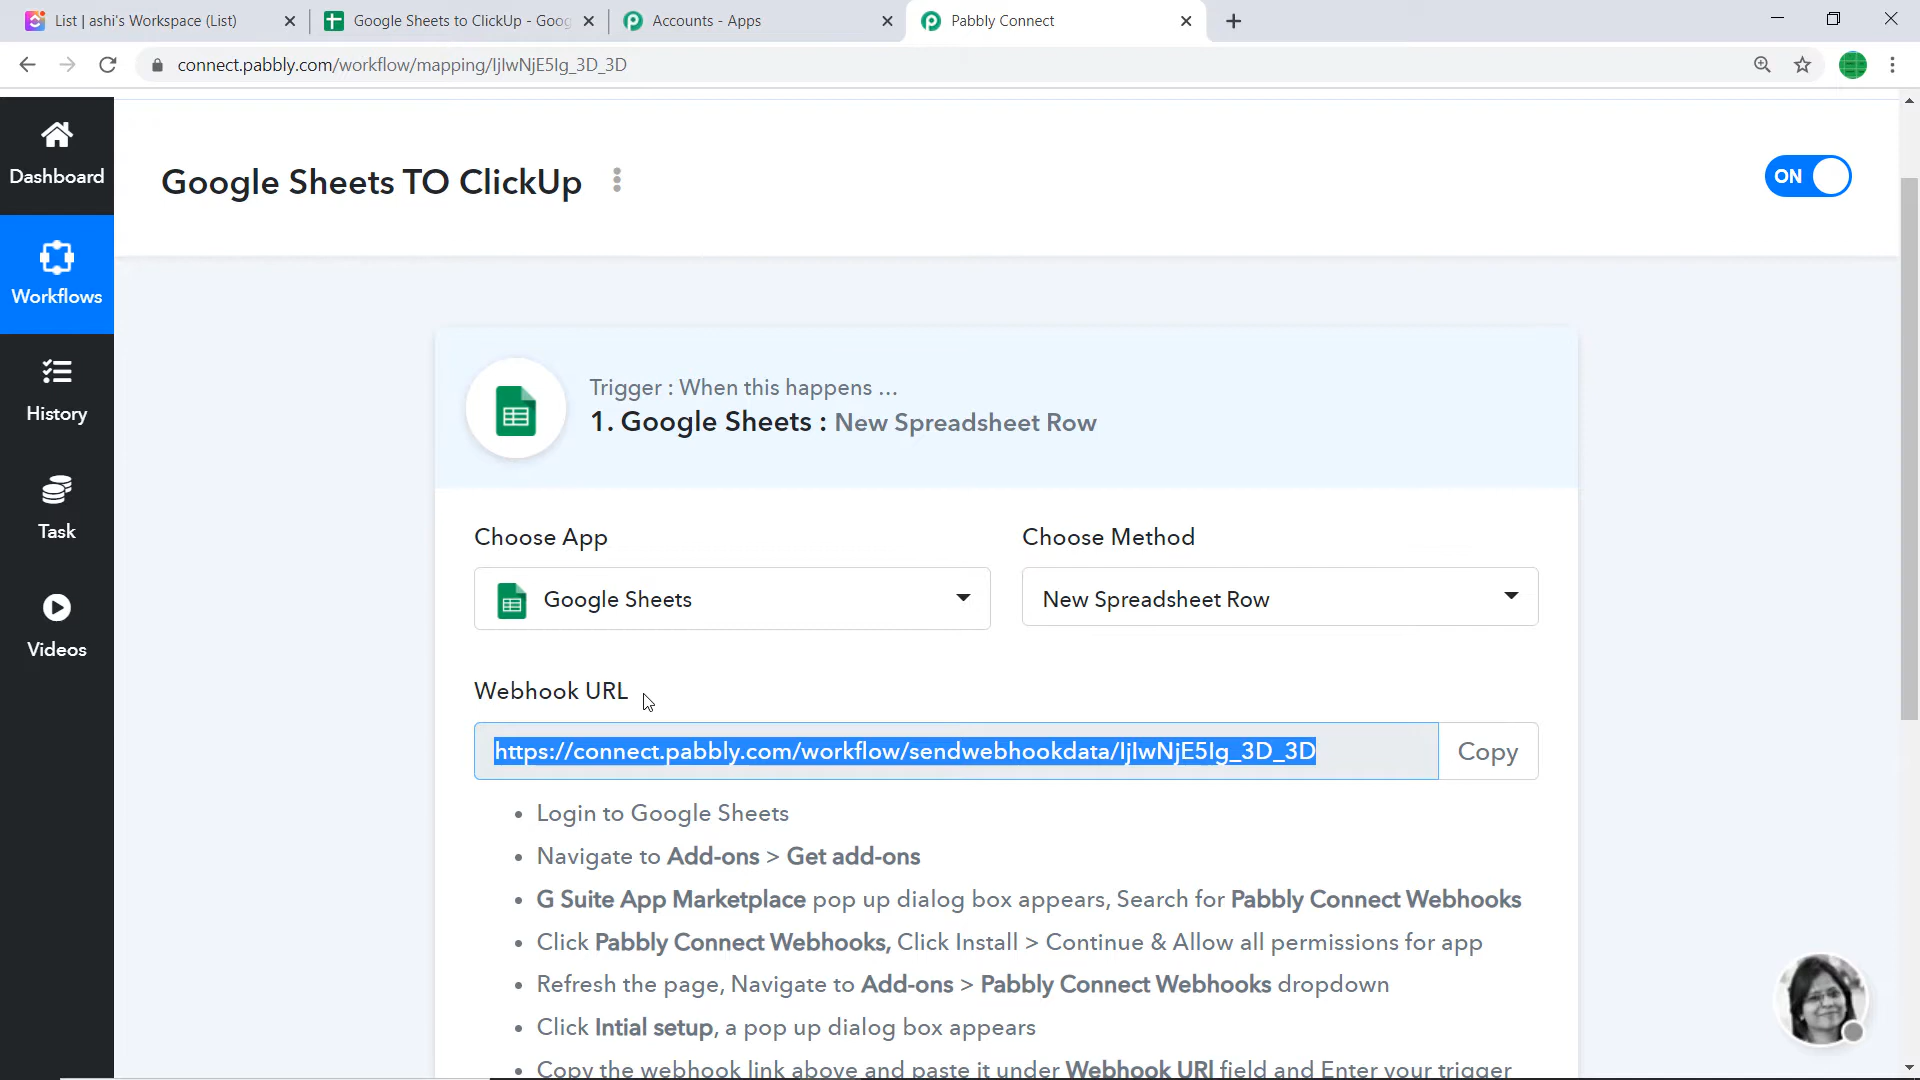 List | ashi's Workspace (List)
Google Sheets to ClickUp - Goog
Accounts - Apps
Pabbly Connect
connect.pabbly.com/workflow/mapping/IjIwNjE5Ig_3D_3D
Dashboard
Workflows
History
Task
Videos
Google Sheets TO ClickUp
ON
Trigger : When this happens ...
1. Google Sheets : New Spreadsheet Row
Choose App
Choose Method
Google Sheets
New Spreadsheet Row
Webhook URL
https://connect.pabbly.com/workflow/sendwebhookdata/IjIwNjE5Ig_3D_3D
Copy
• Login to Google Sheets
• Navigate to Add-ons > Get add-ons
• G Suite App Marketplace pop up dialog box appears, Search for Pabbly Connect Webhooks
• Click Pabbly Connect Webhooks, Click Install > Continue & Allow all permissions for app
• Refresh the page, Navigate to Add-ons > Pabbly Connect Webhooks dropdown
• Click Intial setup, a pop up dialog box appears
• Copy the webhook link above and paste it under Webhook URl field and Enter your trigger